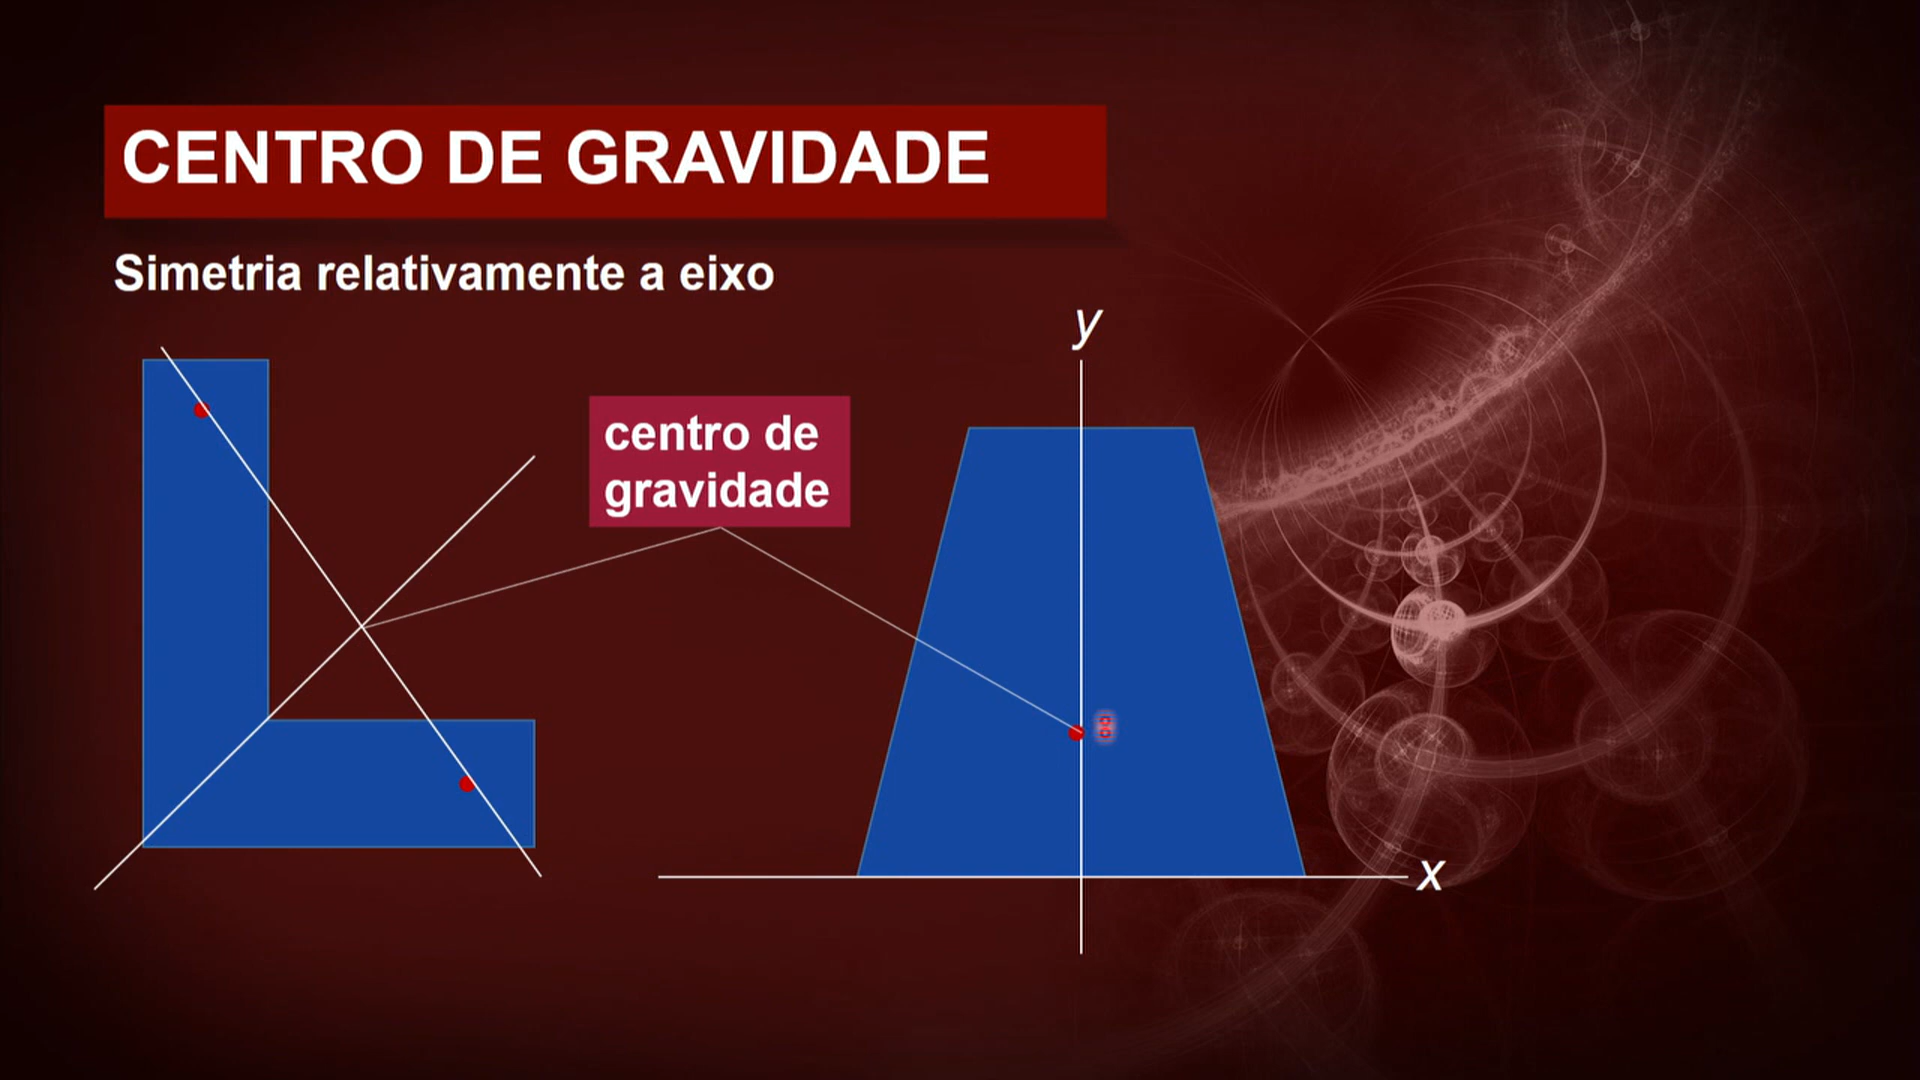 CENTRO DE GRAVIDADE
Simetria relativamente a eixo
y
centro de
gravidade
x